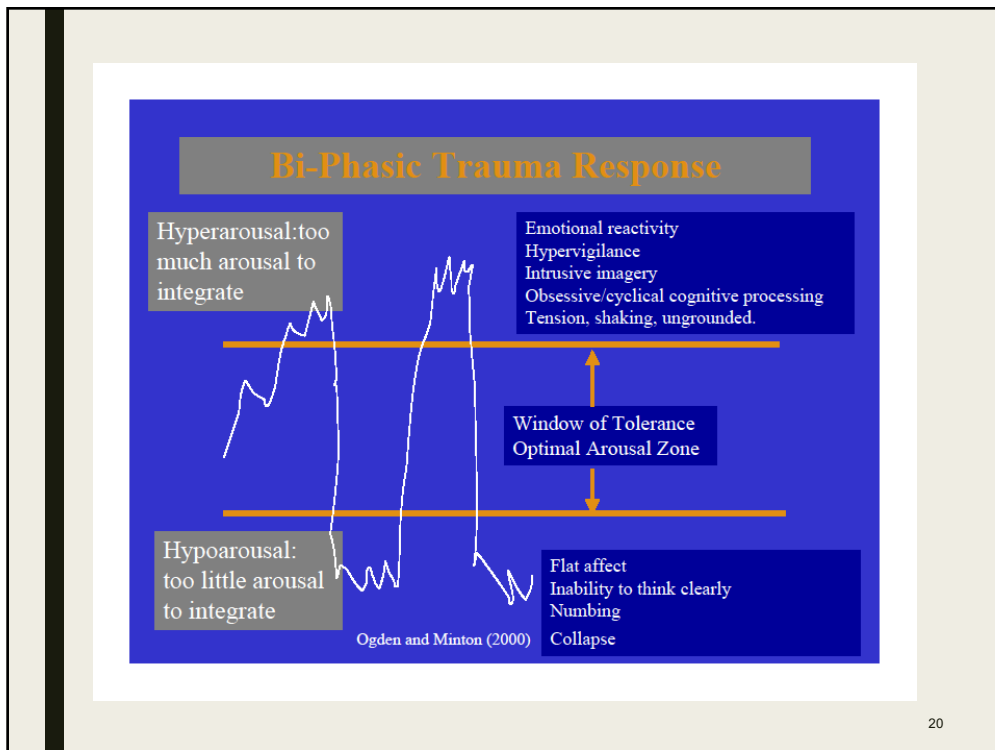 Bi-Phasic Trauma Response
Hyperarousal:too
much arousal to
integrate
Emotional reactivity
Hypervigilance
Intrusive imagery
Obsessive/cyclical cognitive processing
Tension, shaking, ungrounded.
Window of Tolerance
Optimal Arousal Zone
Hypoarousal:
too little arousal
to integrate
Flat affect
Inability to think clearly
Numbing
Collapse
Ogden and Minton (2000)
20